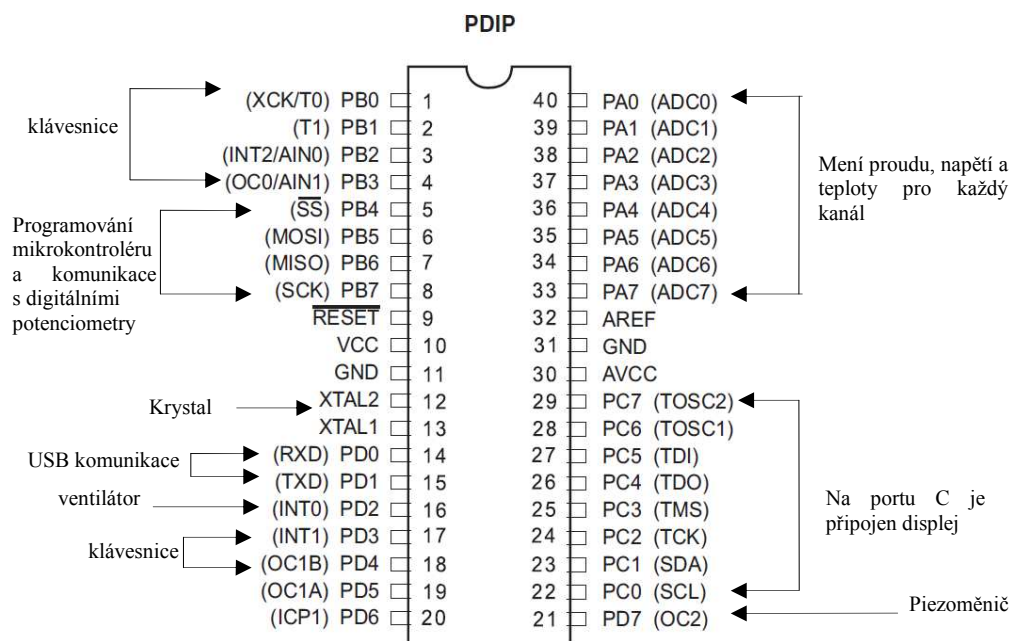 PDIP
klávesnice
Programování
mikrokontroléru
a komunikace
s digitálními
potenciometry
Krystal
USB komunikace
ventilátor
klávesnice
(XCK/T0) PB0 1
(T1) PB1 2
(INT2/AIN0) PB2 3
(OC0/AIN1) PB3 4
(SS) PB4 5
(MOSI) PB5 6
(MISO) PB6 7
(SCK) PB7 8
RESET 9
VCC 10
GND 11
XTAL2 12
XTAL1 13
(RXD) PD0 14
(TXD) PD1 15
(INT0) PD2 16
(INT1) PD3 17
(OC1B) PD4 18
(OC1A) PD5 19
(ICP1) PD6 20
40 PA0 (ADC0)
39 PA1 (ADC1)
38 PA2 (ADC2)
37 PA3 (ADC3)
36 PA4 (ADC4)
35 PA5 (ADC5)
34 PA6 (ADC6)
33 PA7 (ADC7)
32 AREF
31 GND
30 AVCC
29 PC7 (TOSC2)
28 PC6 (TOSC1)
27 PC5 (TDI)
26 PC4 (TDO)
25 PC3 (TMS)
24 PC2 (TCK)
23 PC1 (SDA)
22 PC0 (SCL)
21 PD7 (OC2)
Mení proudu, napětí a
teploty pro každý
kanál
Na portu C je
připojen displej
Piezoměnič